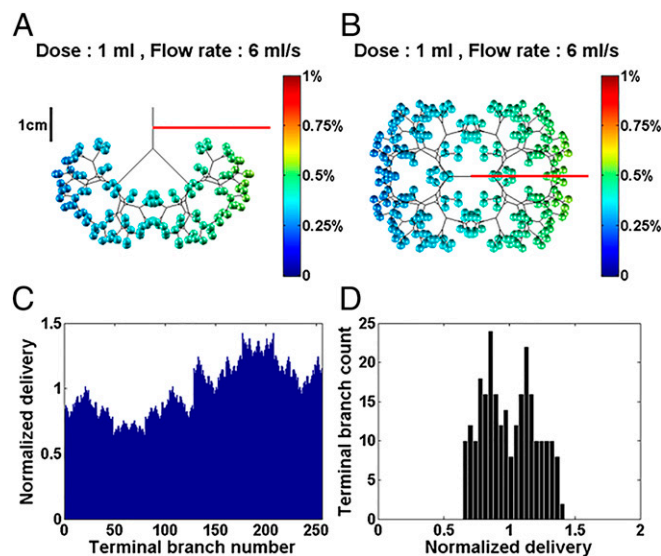 A
Dose : 1 ml , Flow rate : 6 ml/s
1cm
1%
0.75%
0.5%
0.25%
0
B
Dose : 1 ml , Flow rate : 6 ml/s
1%
0.75%
0.5%
0.25%
0
C
Normalized delivery
1.5
1
0.5
0
0 50 100 150 200 250
Terminal branch number
D
Terminal branch count
25
20
15
10
5
0
0 0.5 1 1.5 2
Normalized delivery